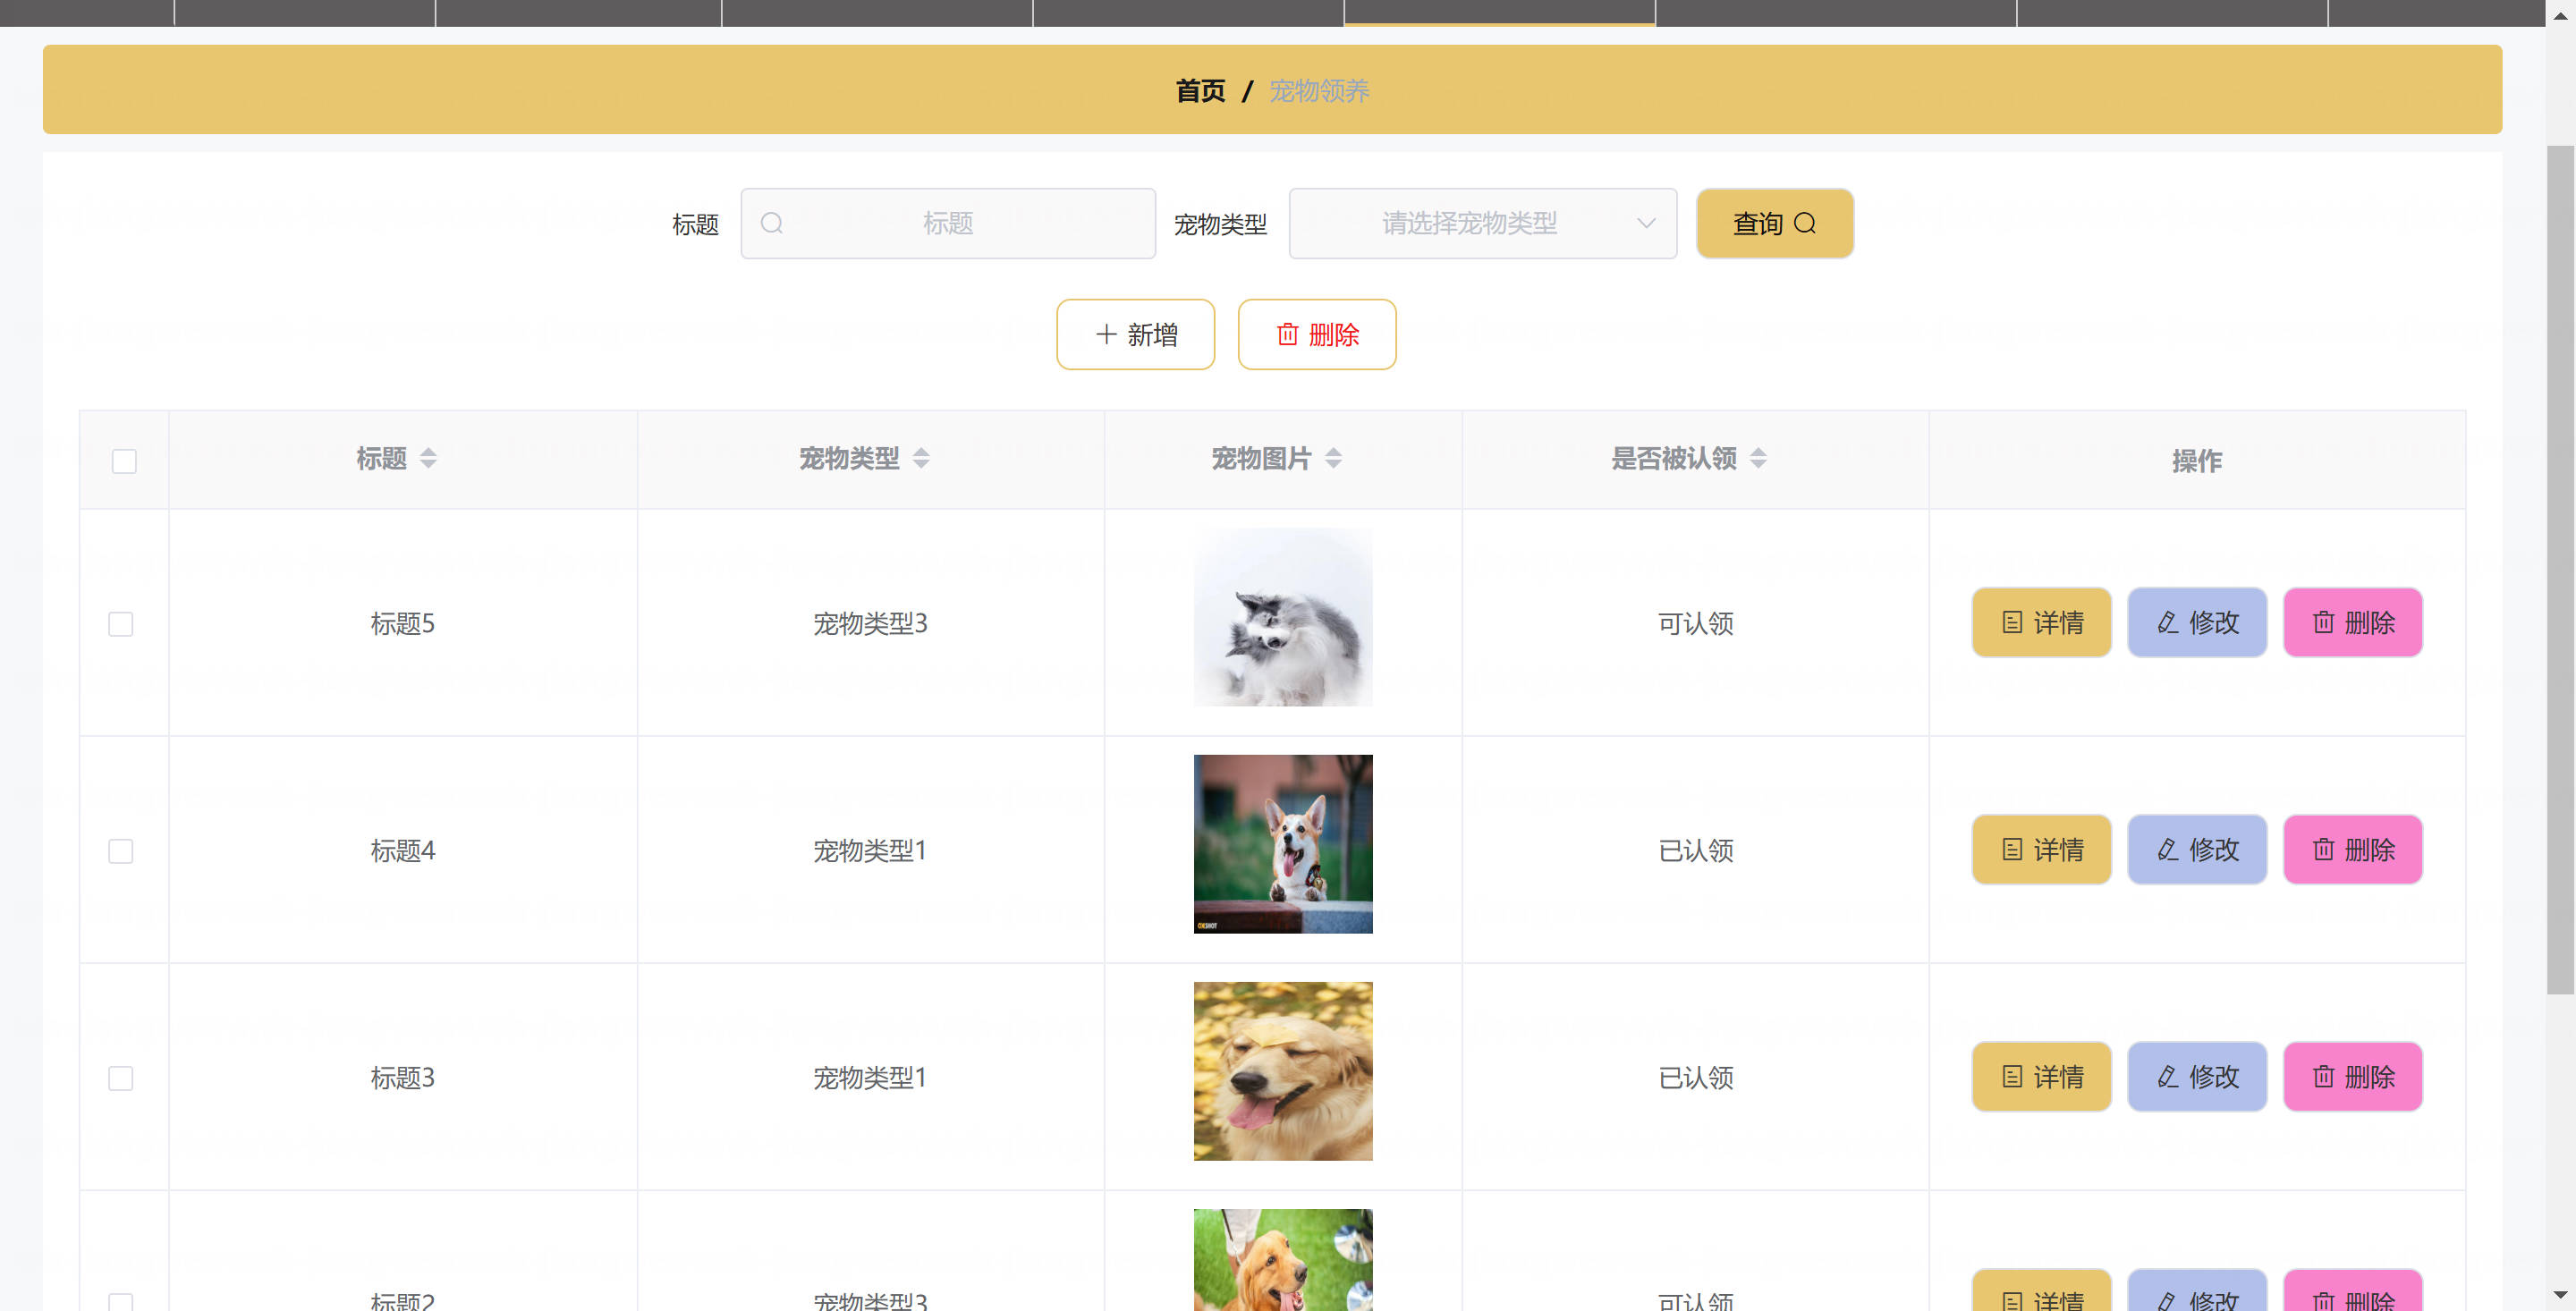 首页 / 宠物领养
标题 标题 宠物类型 请选择宠物类型 查询
新增 删除
标题 宠物类型 宠物图片 是否被认领 操作
标题5 宠物类型3 可认领 详情 修改 删除
标题4 宠物类型1 已认领 详情 修改 删除
OKSHOT
标题3 宠物类型1 已认领 详情 修改 删除
标题2 宠物类型3 可认领 详情 修改 删除